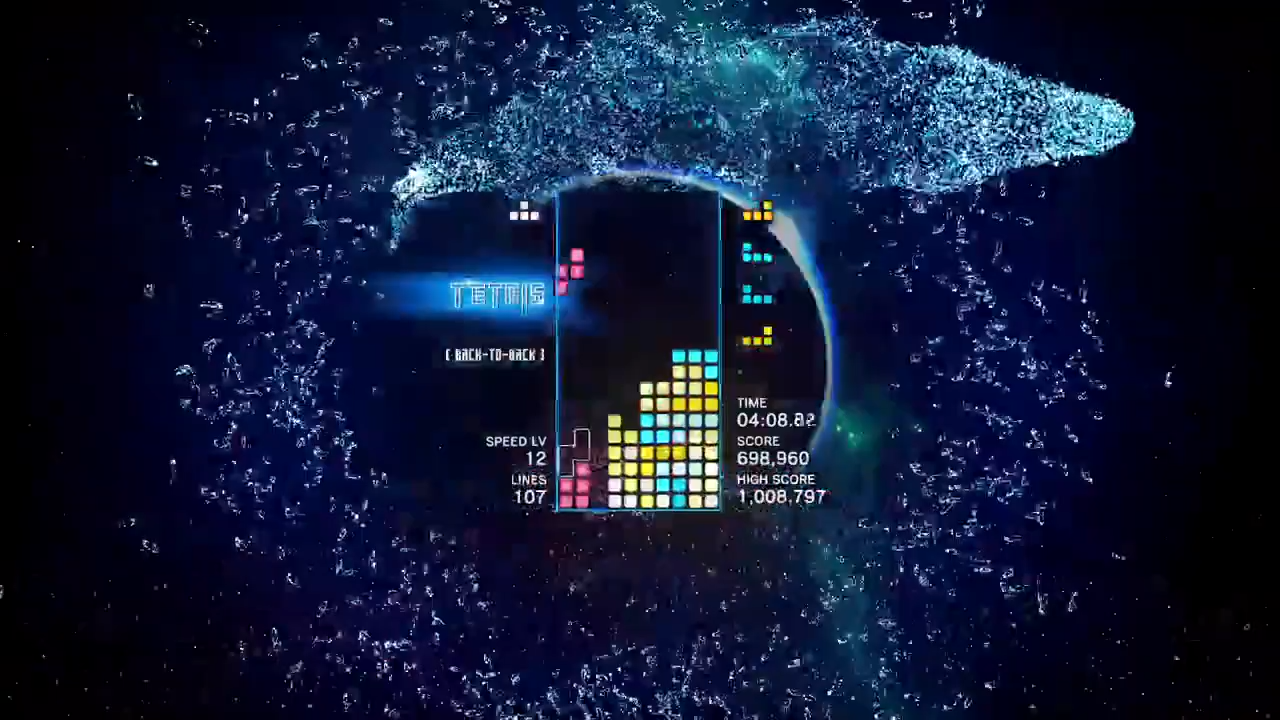 TETRIS
[ BACK-TO-BACK ]
SPEED LV
12
LINES
107
TIME
04:08.82
SCORE
698,960
HIGH SCORE
1,008,797